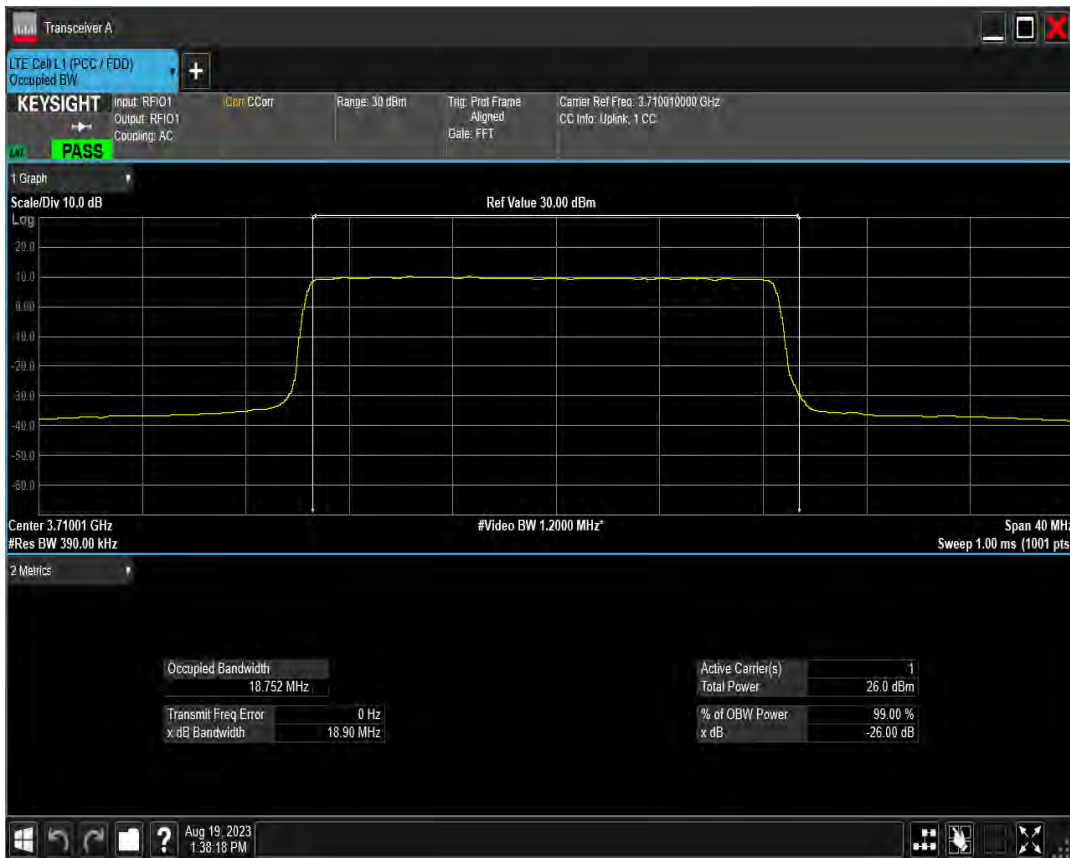 Transceiver A
LTE Cell L1 (PCC / FDD)
Occupied BW
+
KEYSIGHT
Input: RFIO1
Output: RFIO1
Coupling: AC
Corr CCorr
Range: 30 dBm
Trig: Prot Frame
Aligned
Gate: FFT
Carrier Ref Freq: 3.710010000 GHz
CC Info: Uplink, 1 CC
PASS
1 Graph
Scale/Div 10.0 dB
Ref Value 30.00 dBm
Log
20.0
10.0
0.00
-10.0
-20.0
-30.0
-40.0
-50.0
-60.0
Center 3.71001 GHz
#Video BW 1.2000 MHz*
Span 40 MHz
#Res BW 390.00 kHz
Sweep 1.00 ms (1001 pts
2 Metrics
Occupied Bandwidth
18.752 MHz
Transmit Freq Error 0 Hz
x dB Bandwidth 18.90 MHz
Active Carrier(s) 1
Total Power 26.0 dBm
% of OBW Power 99.00 %
x dB -26.00 dB
?
Aug 19, 2023
1:38:18 PM